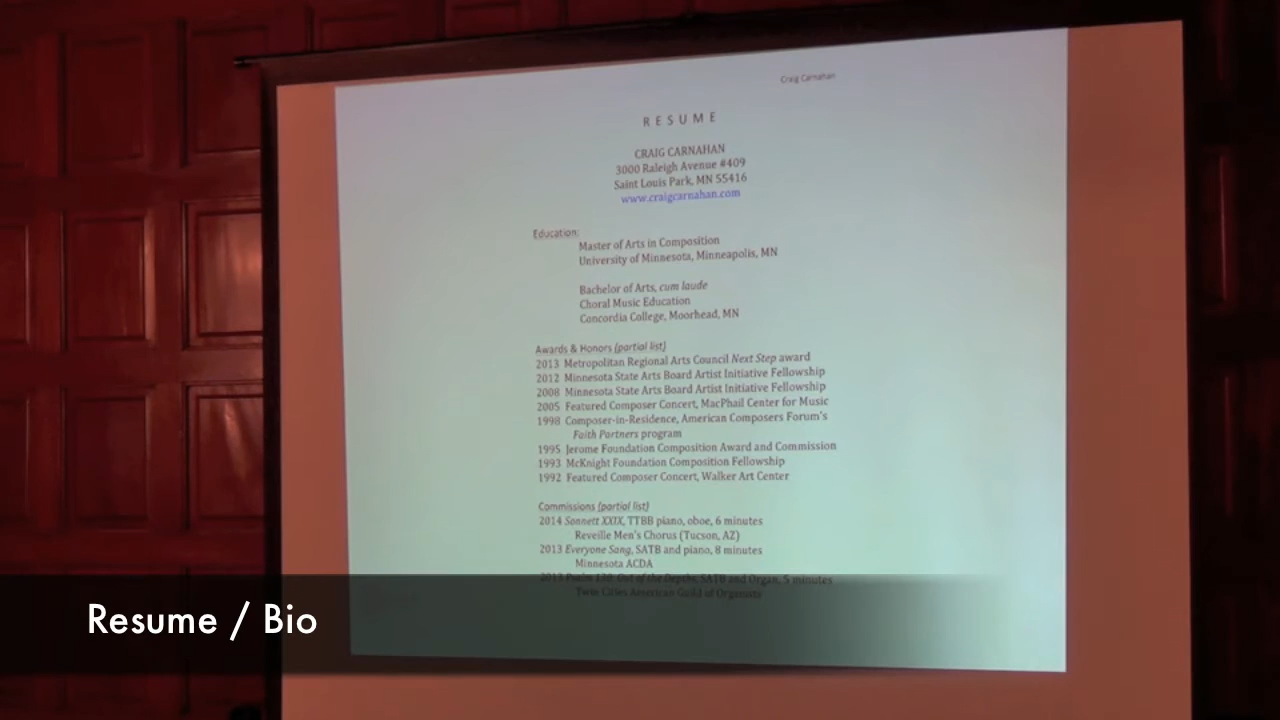 Craig Carnahan
RESUME
CRAIG CARNAHAN
3000 Raleigh Avenue #409
Saint Louis Park, MN 55416
www.craigcarnahan.com
Education:
Master of Arts in Composition
University of Minnesota, Minneapolis, MN
Bachelor of Arts, cum laude
Choral Music Education
Concordia College, Moorhead, MN
Awards & Honors (partial list)
2013 Metropolitan Regional Arts Council Next Step award
2012 Minnesota State Arts Board Artist Initiative Fellowship
2008 Minnesota State Arts Board Artist Initiative Fellowship
2005 Featured Composer Concert, MacPhail Center for Music
1998 Composer-in-Residence, American Composers Forum's
Faith Partners program
1995 Jerome Foundation Composition Award and Commission
1993 McKnight Foundation Composition Fellowship
1992 Featured Composer Concert, Walker Art Center
Commissions (partial list)
2014 Sonnett XXIX, TTBB piano, oboe, 6 minutes
Reveille Men's Chorus (Tucson, AZ)
2013 Everyone Sang, SATB and piano, 8 minutes
Minnesota ACDA
2013 Psalm 130: Out of the Depths, SATB and Organ, 5 minutes
Twin Cities American Guild of Organists
Resume / Bio